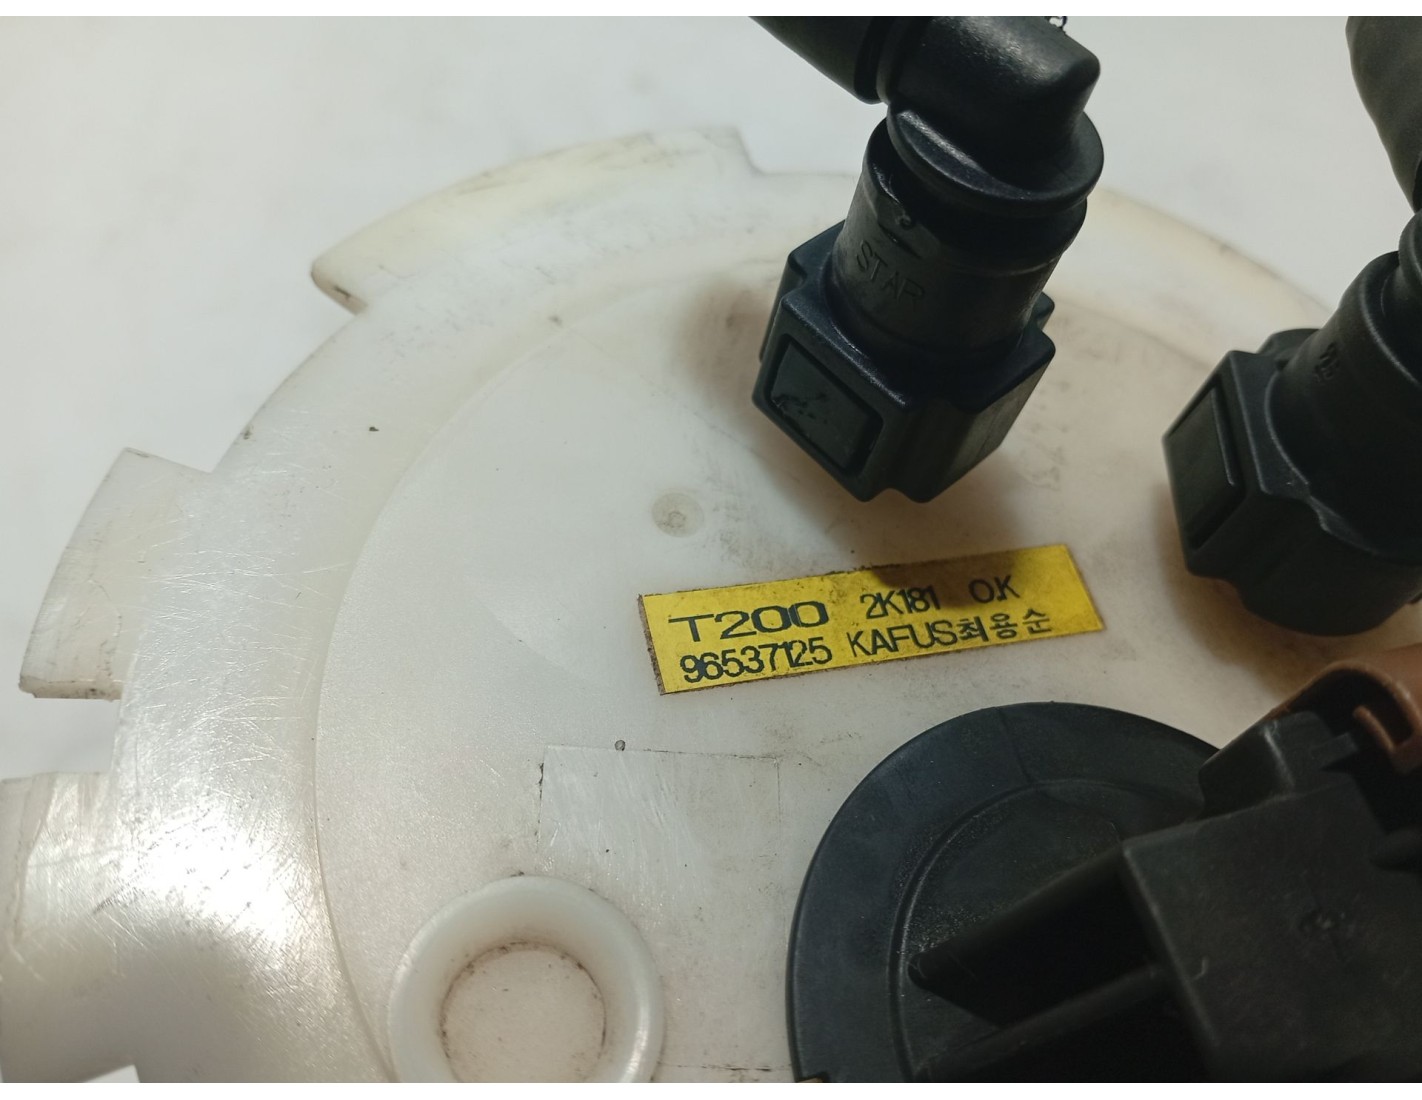 STAR
T200 2K181 O.K
96537125 KAFUS최용순